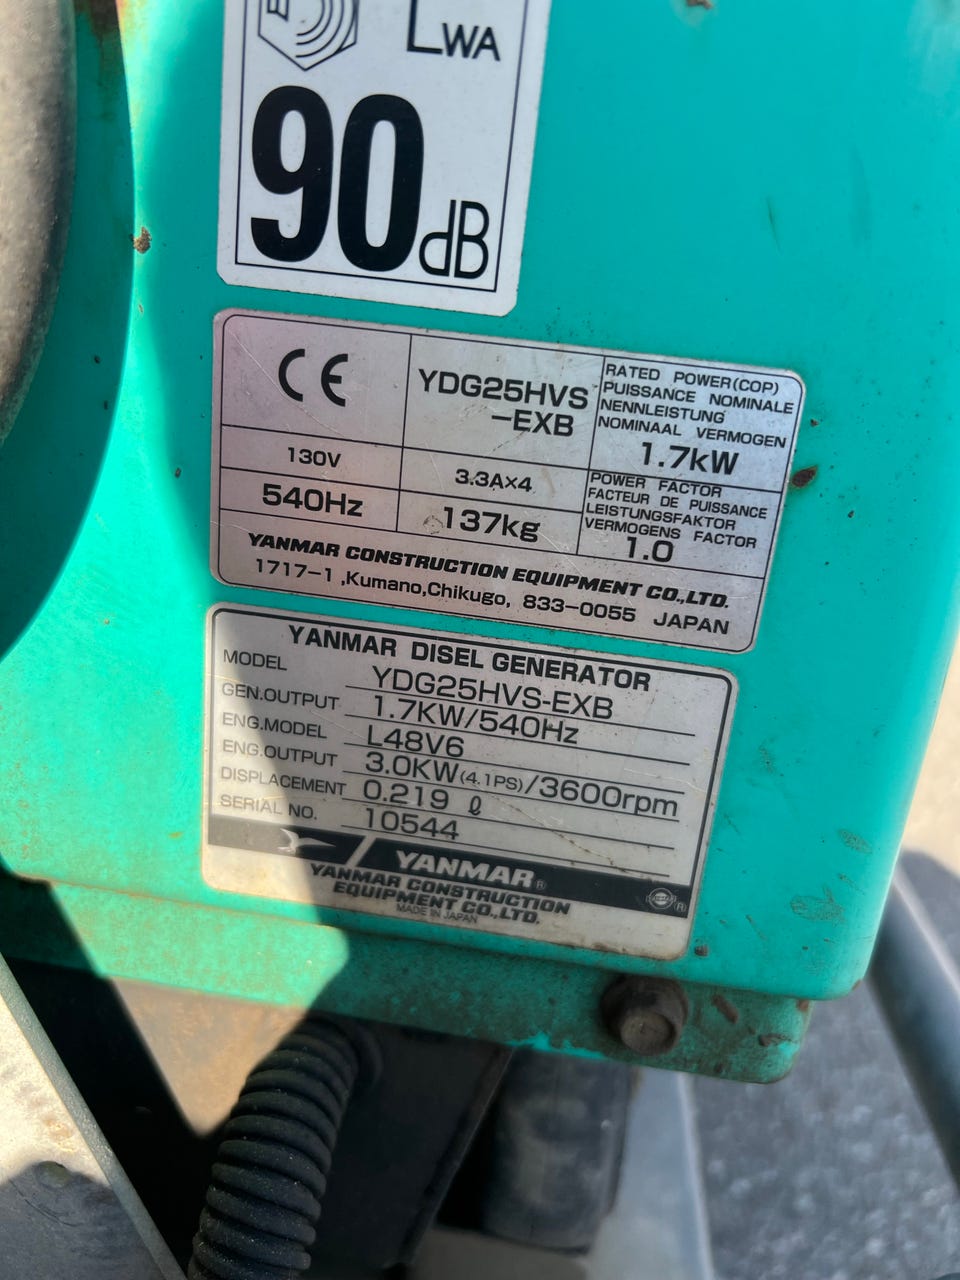 LWA
90dB
CE
YDG25HVS
-EXB
RATED POWER(COP)
PUISSANCE NOMINALE
NENNLEISTUNG
NOMINAAL VERMOGEN
1.7kW
130V
3.3A×4
POWER FACTOR
FACTEUR DE PUISSANCE
LEISTUNGSFAKTOR
VERMOGENS FACTOR
1.0
540Hz
137kg
YANMAR CONSTRUCTION EQUIPMENT CO.,LTD.
1717-1 ,Kumano,Chikugo, 833-0055 JAPAN
YANMAR DISEL GENERATOR
MODEL YDG25HVS-EXB
GEN.OUTPUT 1.7KW/540Hz
ENG.MODEL L48V6
ENG.OUTPUT 3.0KW(4.1PS)/3600rpm
DISPLACEMENT 0.219 ℓ
SERIAL NO. 10544
YANMAR®
YANMAR CONSTRUCTION
EQUIPMENT CO.,LTD.
MADE IN JAPAN